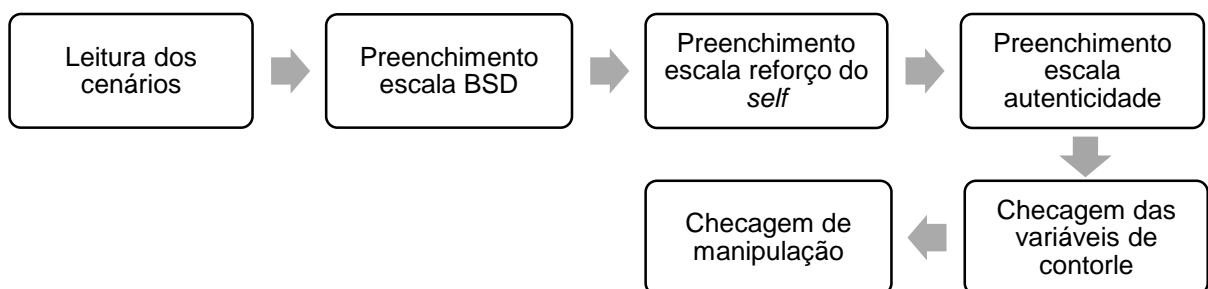 Leitura dos
cenários
Preenchimento
escala BSD
Preenchimento
escala reforço do
self
Preenchimento
escala
autenticidade
Checagem das
variáveis de
contorle
Checagem de
manipulação